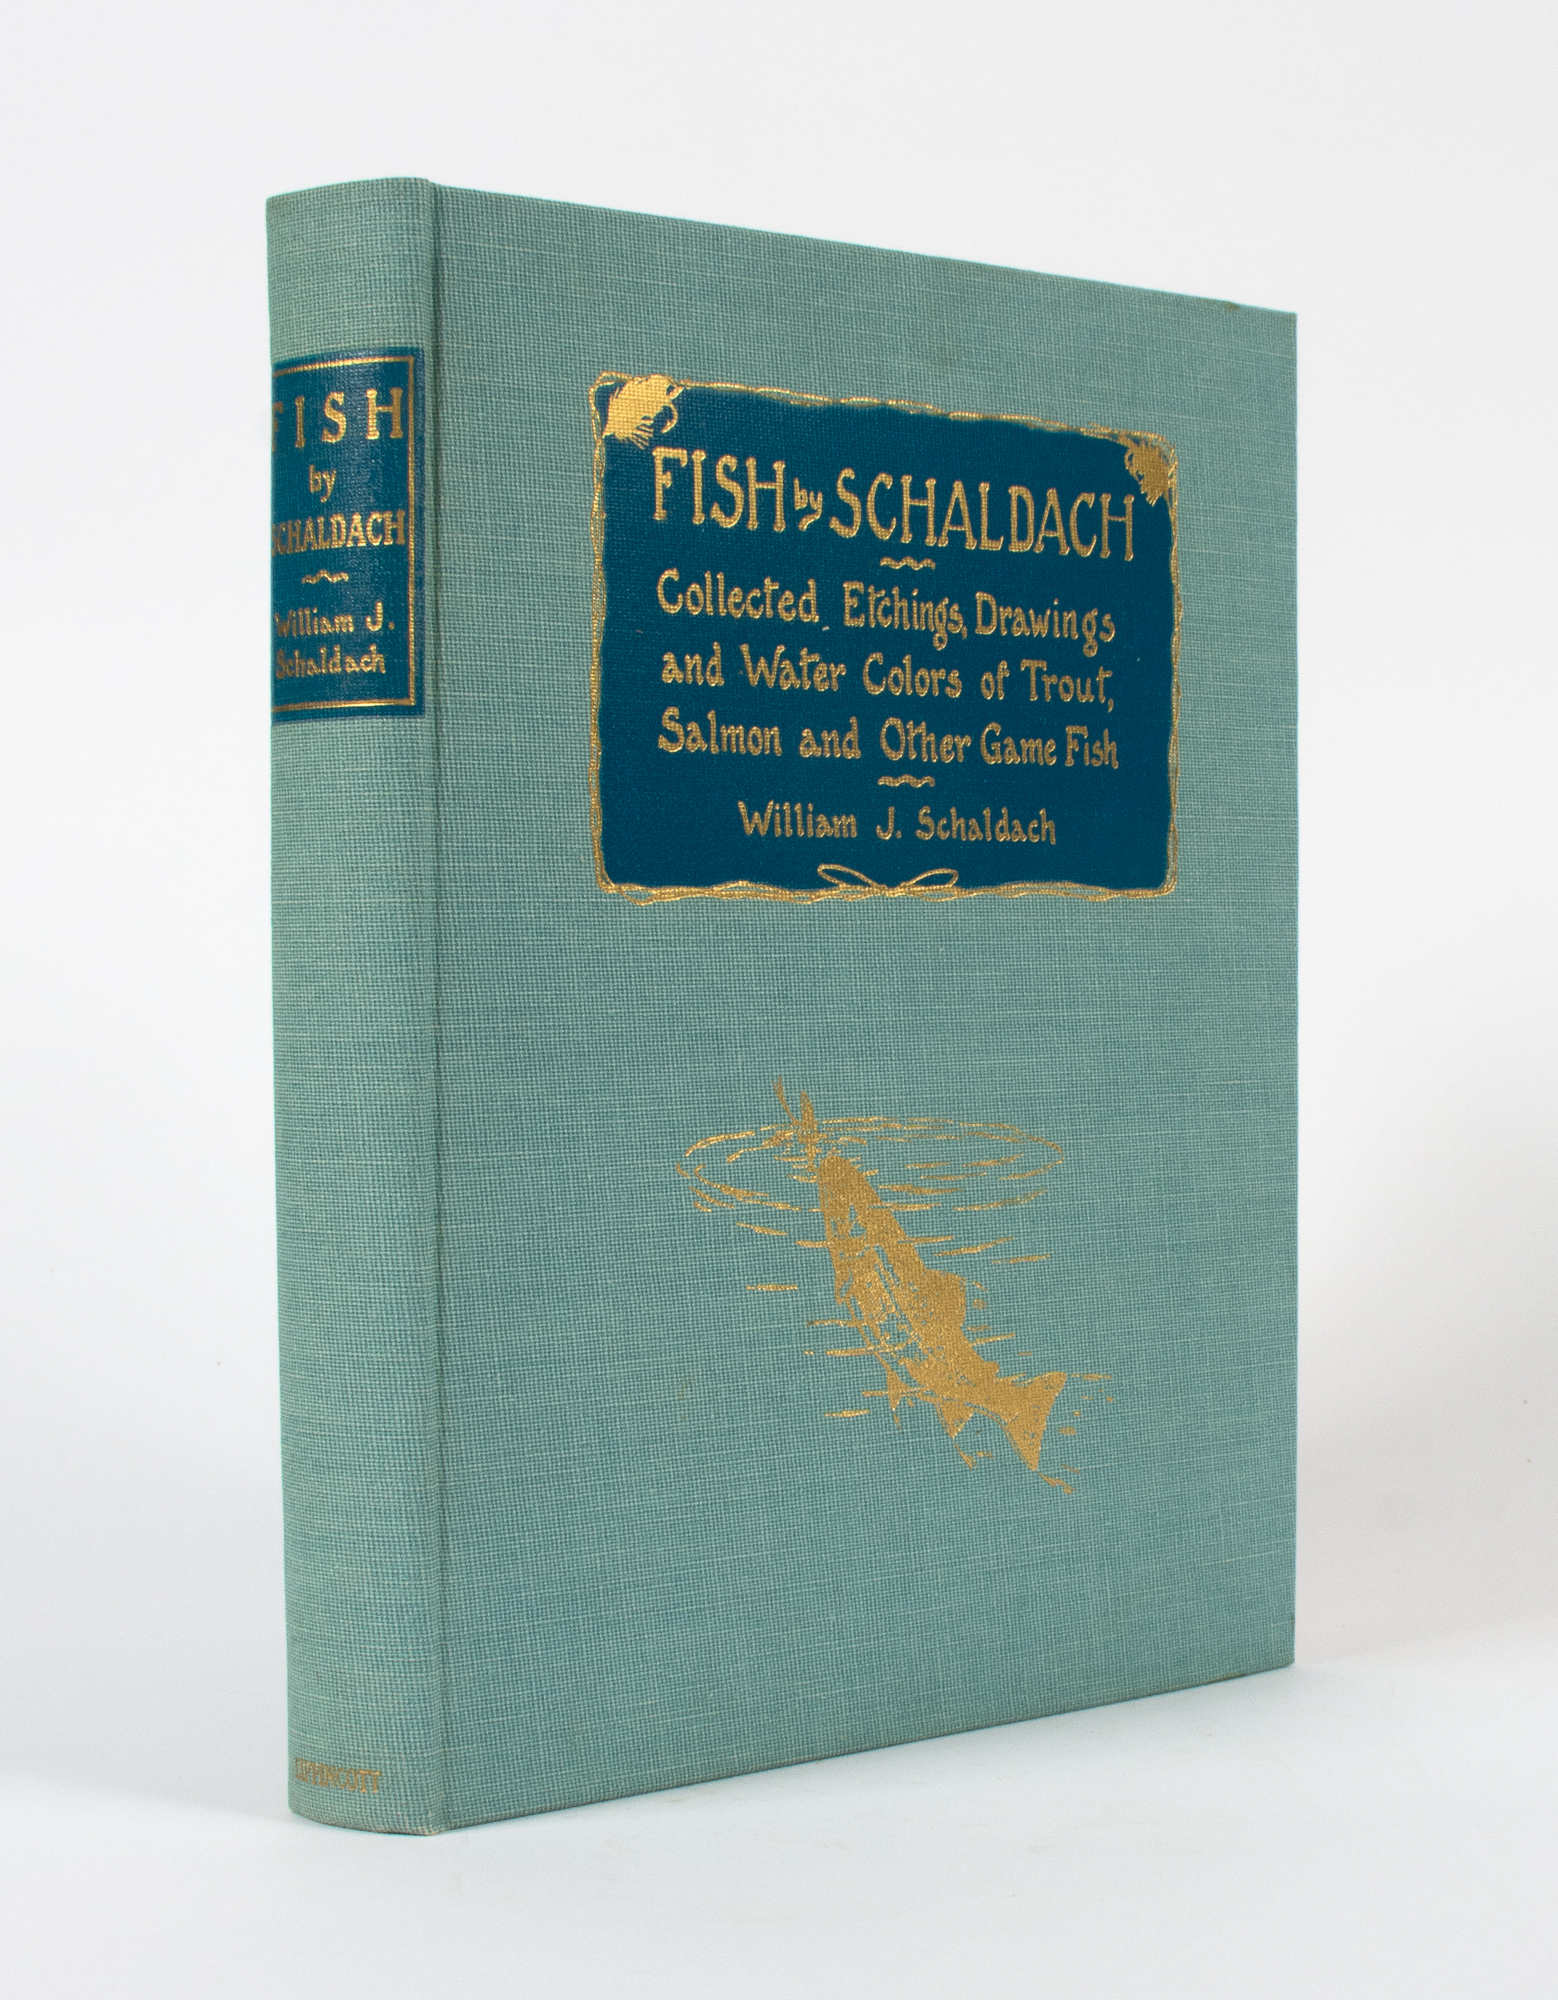 FISH
by
SCHALDACH
William J.
Schaldach
LIPPINCOTT
FISH by SCHALDACH
Collected Etchings, Drawings
and Water Colors of Trout,
Salmon and Other Game Fish
William J. Schaldach